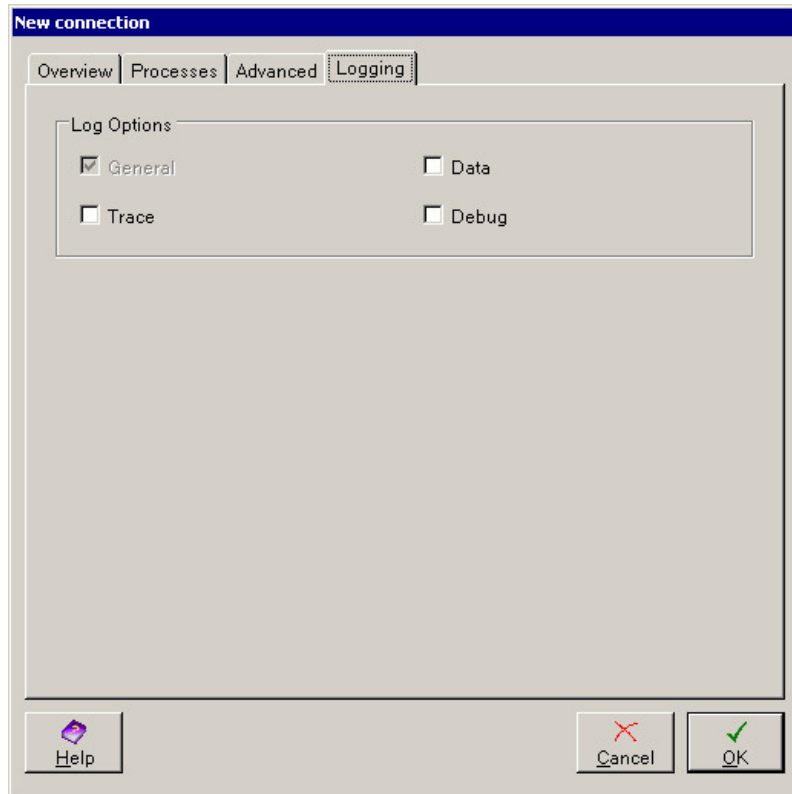 New connection
Overview Processes Advanced Logging
Log Options
General Data
Trace Debug
Help Cancel OK